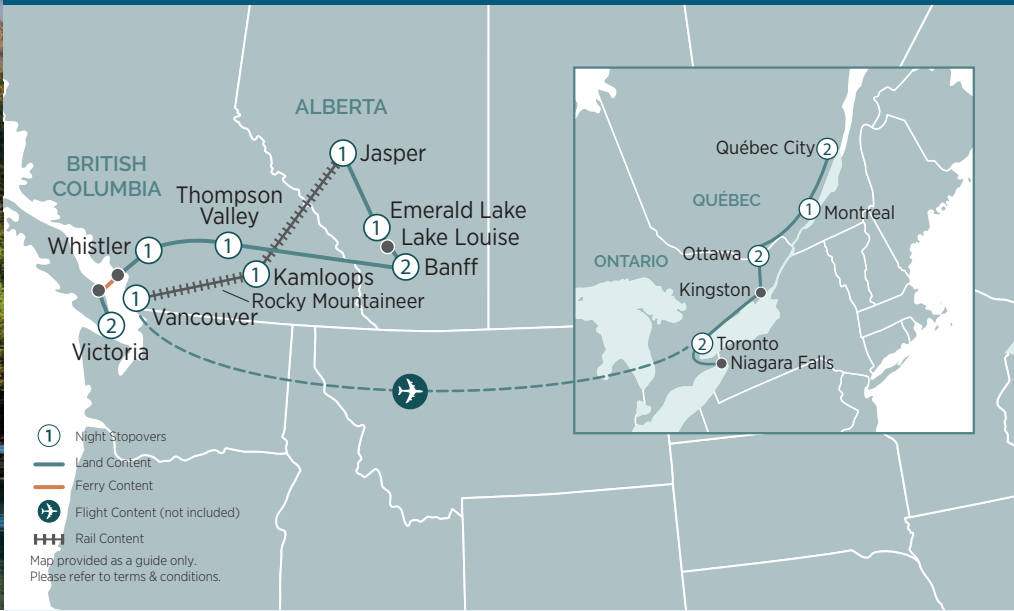 ALBERTA
1 Jasper
BRITISH
COLUMBIA
Thompson
Valley
1
Emerald Lake
1
Lake Louise
Whistler 1
2 Banff
1 Kamloops
Rocky Mountaineer
1
Vancouver
2
Victoria
Québec City 2
QUÉBEC
1 Montreal
Ottawa 2
ONTARIO
Kingston
2 Toronto
Niagara Falls
1 Night Stopovers
Land Content
Ferry Content
Flight Content (not included)
Rail Content
Map provided as a guide only.
Please refer to terms & conditions.